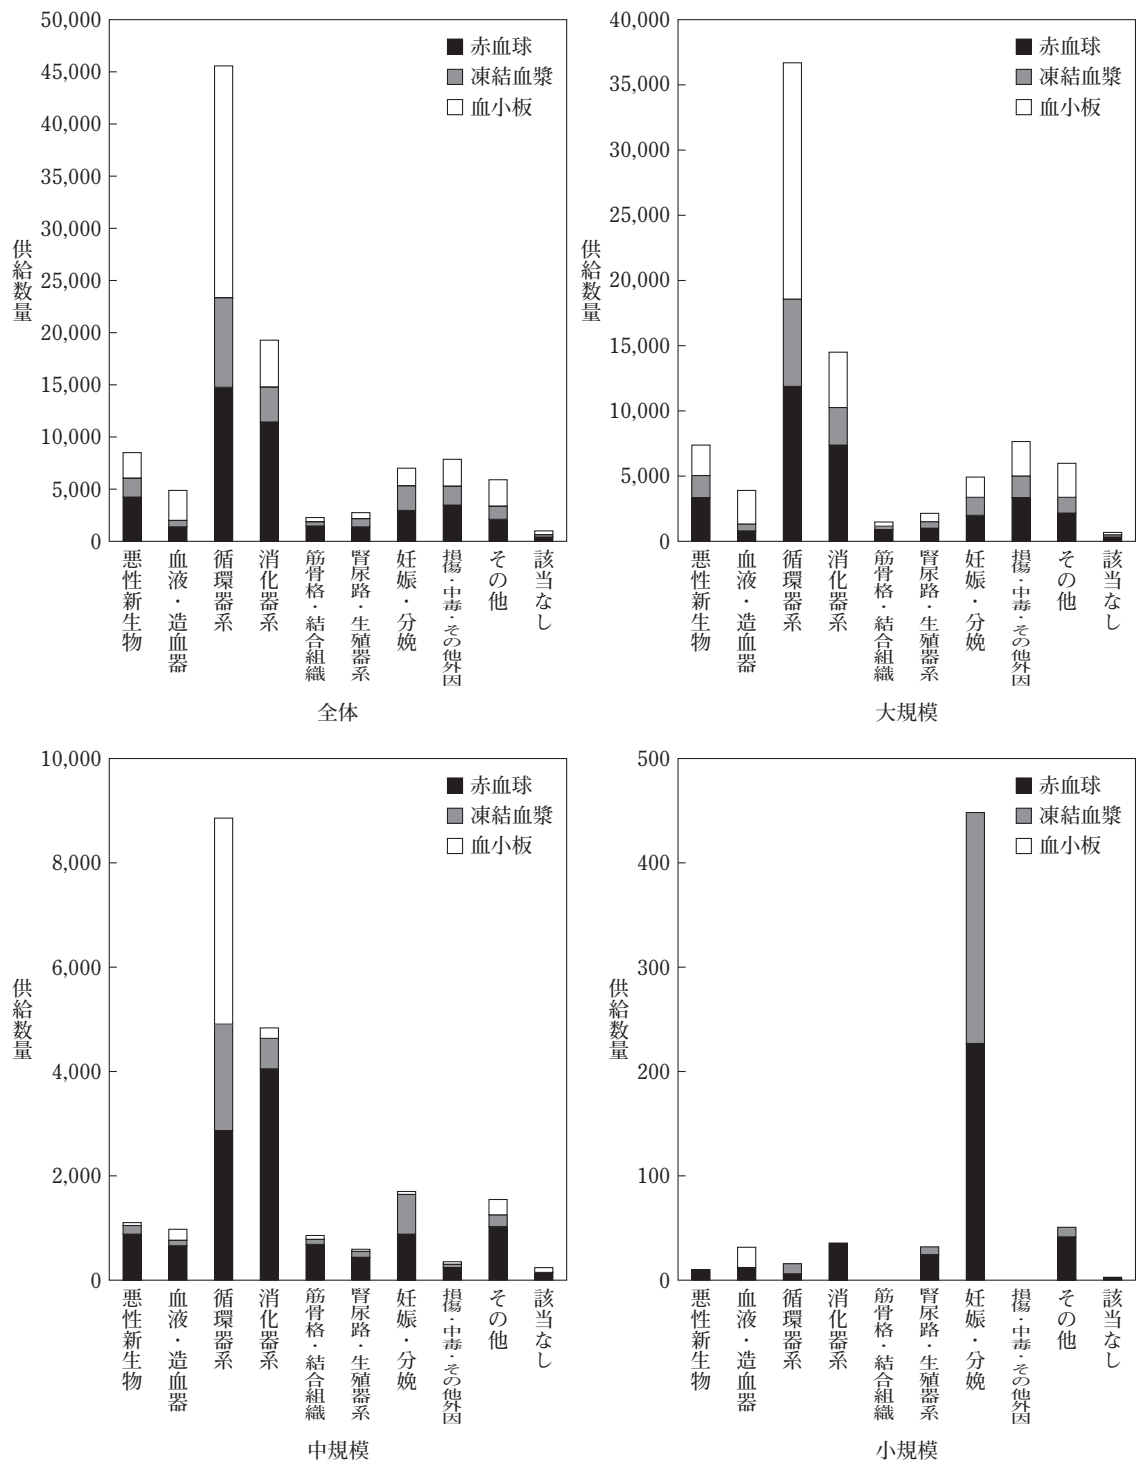 供給数量
50,000
45,000
40,000
35,000
30,000
25,000
20,000
15,000
10,000
5,000
0
赤血球
凍結血漿
血小板
悪性新生物
血液・造血器
循環器系
消化器系
筋骨格・結合組織
腎尿路・生殖器系
妊娠・分娩
損傷・中毒・その他外因
その他
該当なし
全体
供給数量
40,000
35,000
30,000
25,000
20,000
15,000
10,000
5,000
0
赤血球
凍結血漿
血小板
悪性新生物
血液・造血器
循環器系
消化器系
筋骨格・結合組織
腎尿路・生殖器系
妊娠・分娩
損傷・中毒・その他外因
その他
該当なし
大規模
供給数量
10,000
8,000
6,000
4,000
2,000
0
赤血球
凍結血漿
血小板
悪性新生物
血液・造血器
循環器系
消化器系
筋骨格・結合組織
腎尿路・生殖器系
妊娠・分娩
損傷・中毒・その他外因
その他
該当なし
中規模
供給数量
500
400
300
200
100
0
赤血球
凍結血漿
血小板
悪性新生物
血液・造血器
循環器系
消化器系
筋骨格・結合組織
腎尿路・生殖器系
妊娠・分娩
損傷・中毒・その他外因
その他
該当なし
小規模